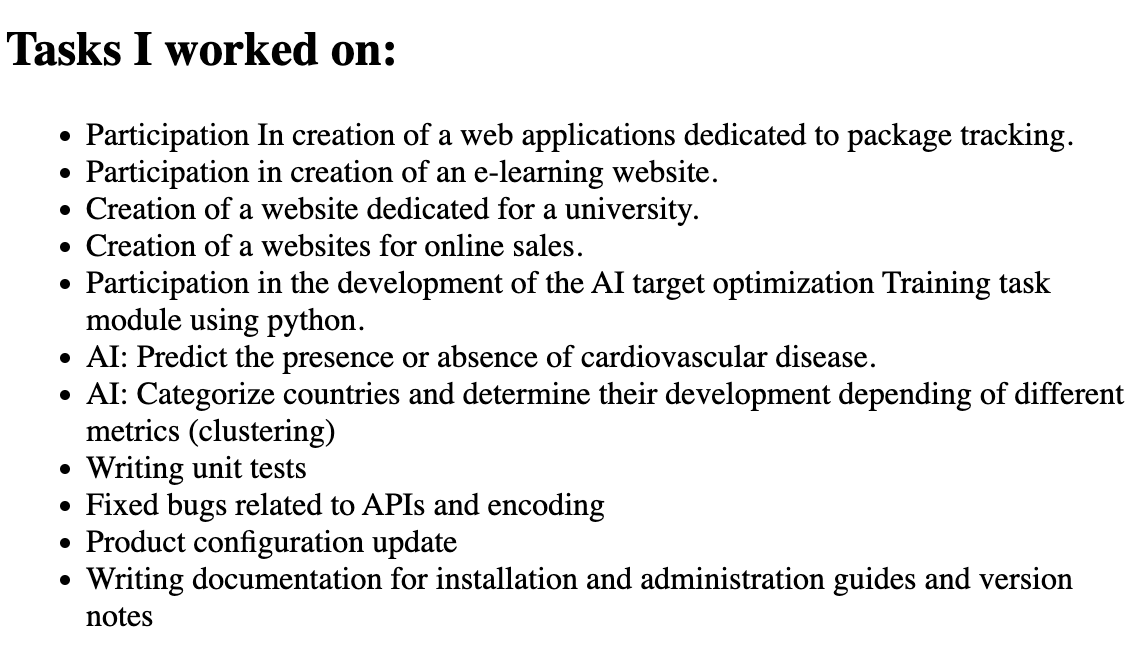 Tasks I worked on:
• Participation In creation of a web applications dedicated to package tracking.
• Participation in creation of an e-learning website.
• Creation of a website dedicated for a university.
• Creation of a websites for online sales.
• Participation in the development of the AI target optimization Training task
module using python.
• AI: Predict the presence or absence of cardiovascular disease.
• AI: Categorize countries and determine their development depending of different
metrics (clustering)
• Writing unit tests
• Fixed bugs related to APIs and encoding
• Product configuration update
• Writing documentation for installation and administration guides and version
notes